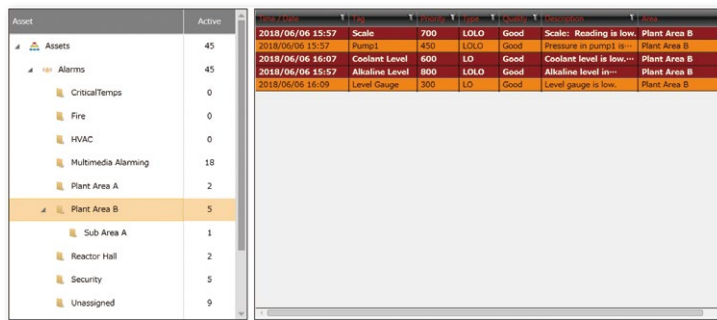 Asset Active
Assets 45
Alarms 45
CriticalTemps 0
Fire 0
HVAC 0
Multimedia Alarming 18
Plant Area A 2
Plant Area B 5
Sub Area A 1
Reactor Hall 2
Security 5
Unassigned 9
Time / Date Tag Priority Type Quality Description Area
2018/06/06 15:57 Scale 700 LOLO Good Scale: Reading is low. Plant Area B
2018/06/06 15:57 Pump1 450 LOLO Good Pressure in pump1 is··· Plant Area B
2018/06/06 16:07 Coolant Level 600 LO Good Coolant level is low.··· Plant Area B
2018/06/06 15:57 Alkaline Level 800 LOLO Good Alkaline level in··· Plant Area B
2018/06/06 16:09 Level Gauge 300 LO Good Level gauge is low. Plant Area B